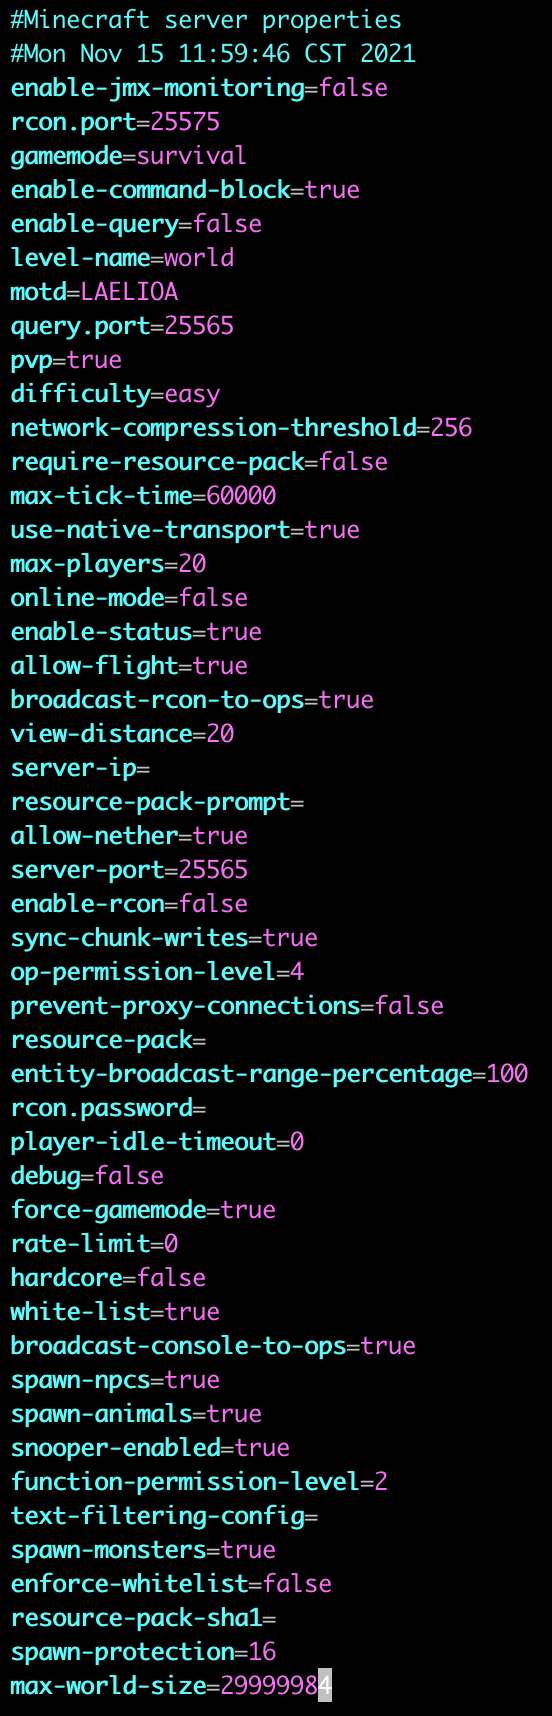 #Minecraft server properties
#Mon Nov 15 11:59:46 CST 2021
enable-jmx-monitoring=false
rcon.port=25575
gamemode=survival
enable-command-block=true
enable-query=false
level-name=world
motd=LAELIOA
query.port=25565
pvp=true
difficulty=easy
network-compression-threshold=256
require-resource-pack=false
max-tick-time=60000
use-native-transport=true
max-players=20
online-mode=false
enable-status=true
allow-flight=true
broadcast-rcon-to-ops=true
view-distance=20
server-ip=
resource-pack-prompt=
allow-nether=true
server-port=25565
enable-rcon=false
sync-chunk-writes=true
op-permission-level=4
prevent-proxy-connections=false
resource-pack=
entity-broadcast-range-percentage=100
rcon.password=
player-idle-timeout=0
debug=false
force-gamemode=true
rate-limit=0
hardcore=false
white-list=true
broadcast-console-to-ops=true
spawn-npcs=true
spawn-animals=true
snooper-enabled=true
function-permission-level=2
text-filtering-config=
spawn-monsters=true
enforce-whitelist=false
resource-pack-sha1=
spawn-protection=16
max-world-size=29999984